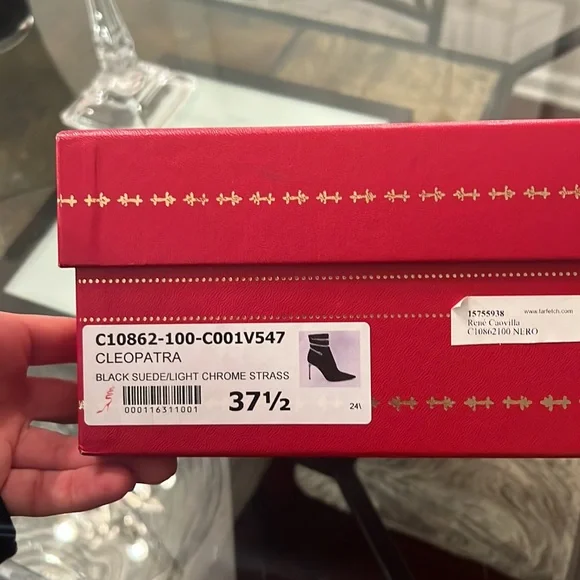 C10862-100-C001V547
CLEOPATRA
BLACK SUEDE/LIGHT CHROME STRASS
000116311001
37½
24\
15755938 www.farfetch.com
René Caovilla
C10862100 NERO